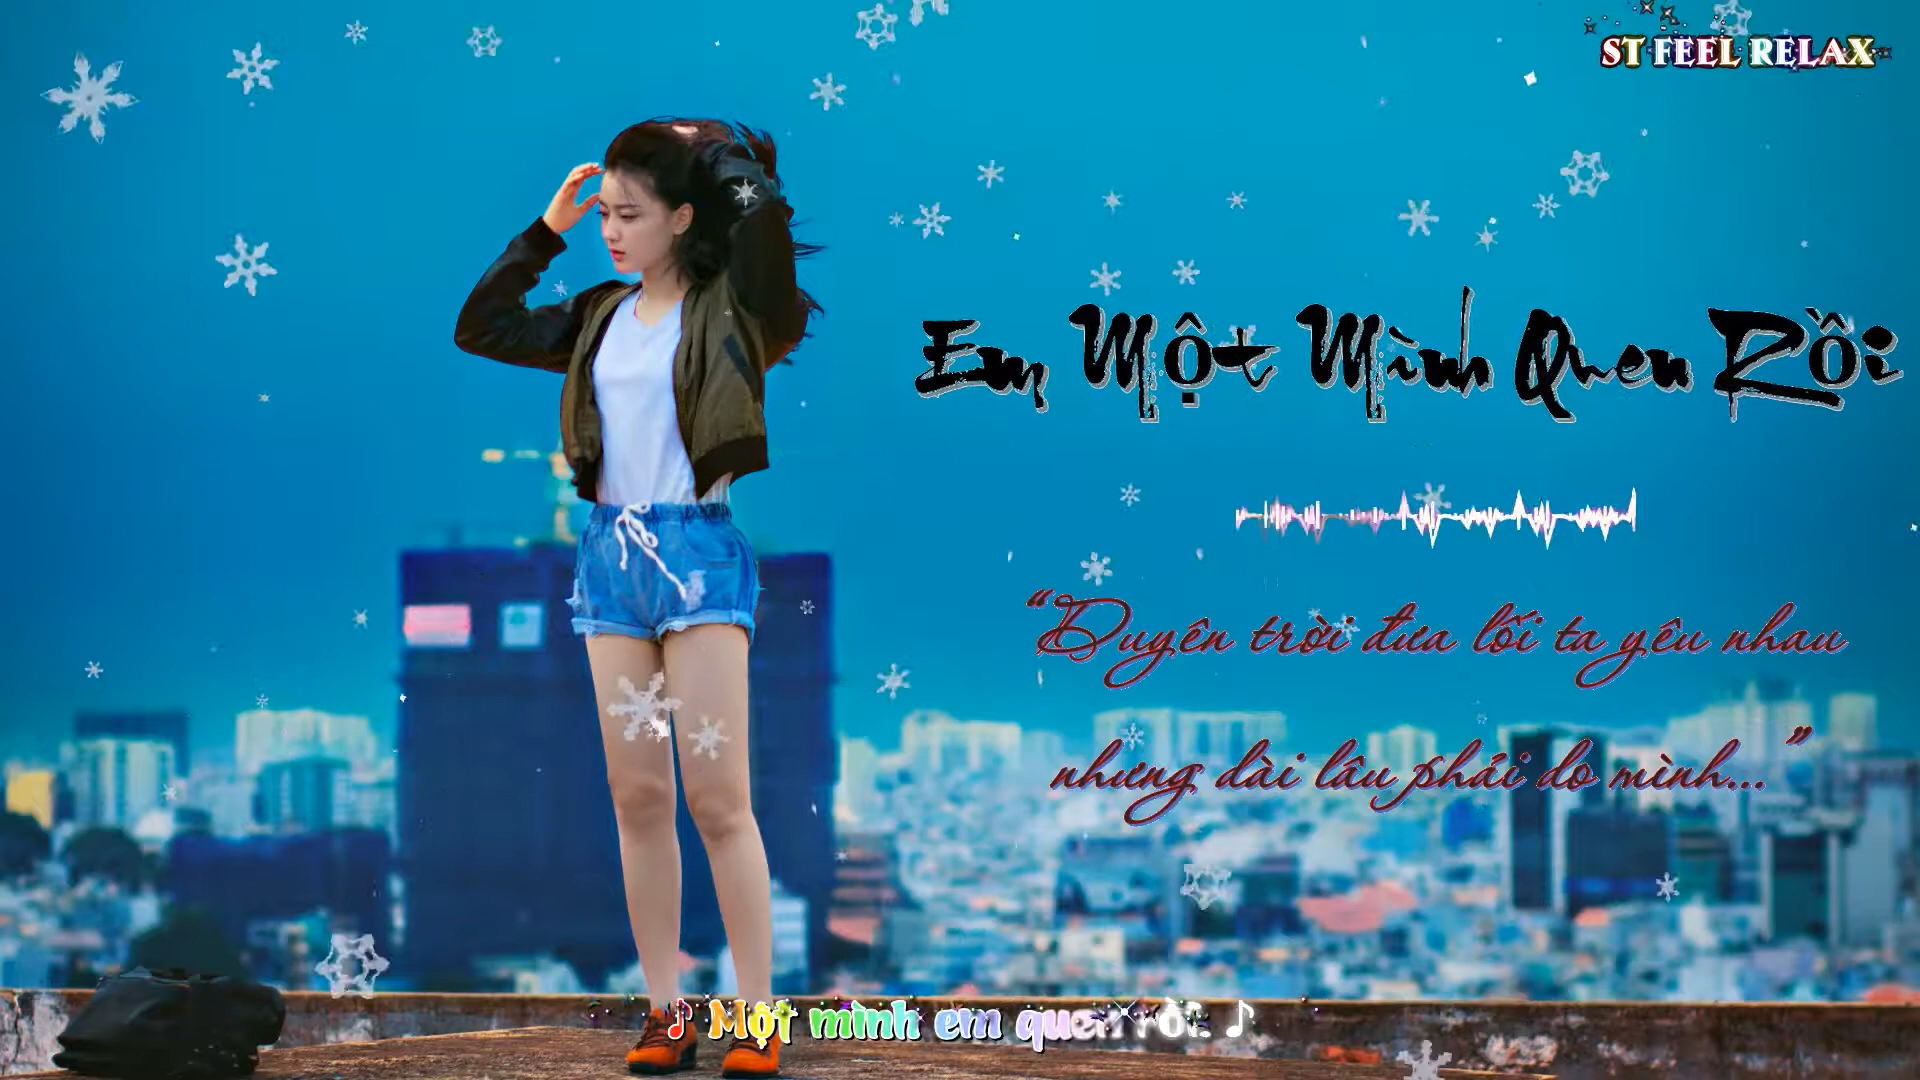 ST FEEL RELAX
Em Một Mình Quen Rồi
“Duyên trời đưa lối ta yêu nhau
nhưng dài lâu phải do mình...”
♪ Một mình em quen rồi. ♪